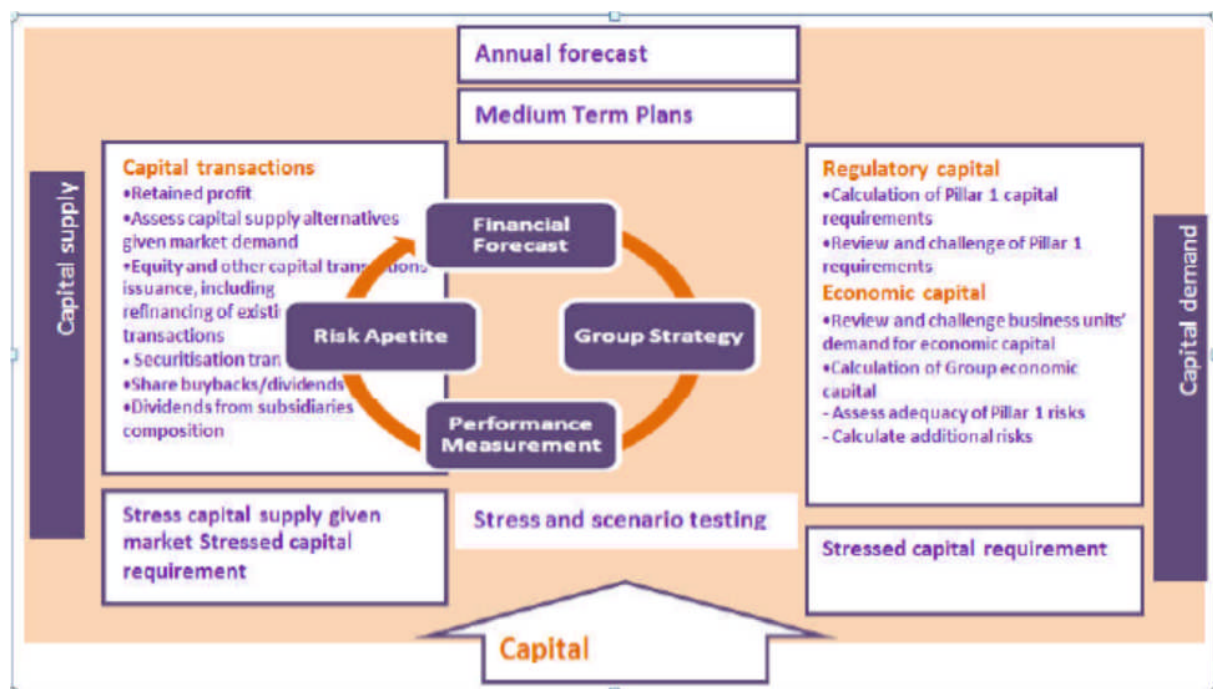 Annual forecast
Medium Term Plans
Capital supply
Capital transactions
•Retained profit
•Assess capital supply alternatives
given market demand
•Equity and other capital transactions
issuance, including
refinancing of existin
transactions
• Securitisation tran
•Share buybacks/dividends
•Dividends from subsidiaries
composition
Financial
Forecast
Risk Apetite
Group Strategy
Performance
Measurement
Regulatory capital
•Calculation of Pillar 1 capital
requirements
•Review and challenge of Pillar 1
requirements
Economic capital
•Review and challenge business units'
demand for economic capital
•Calculation of Group economic
capital
- Assess adequacy of Pillar 1 risks
- Calculate additional risks
Capital demand
Stress capital supply given
market Stressed capital
requirement
Stress and scenario testing
Stressed capital requirement
Capital